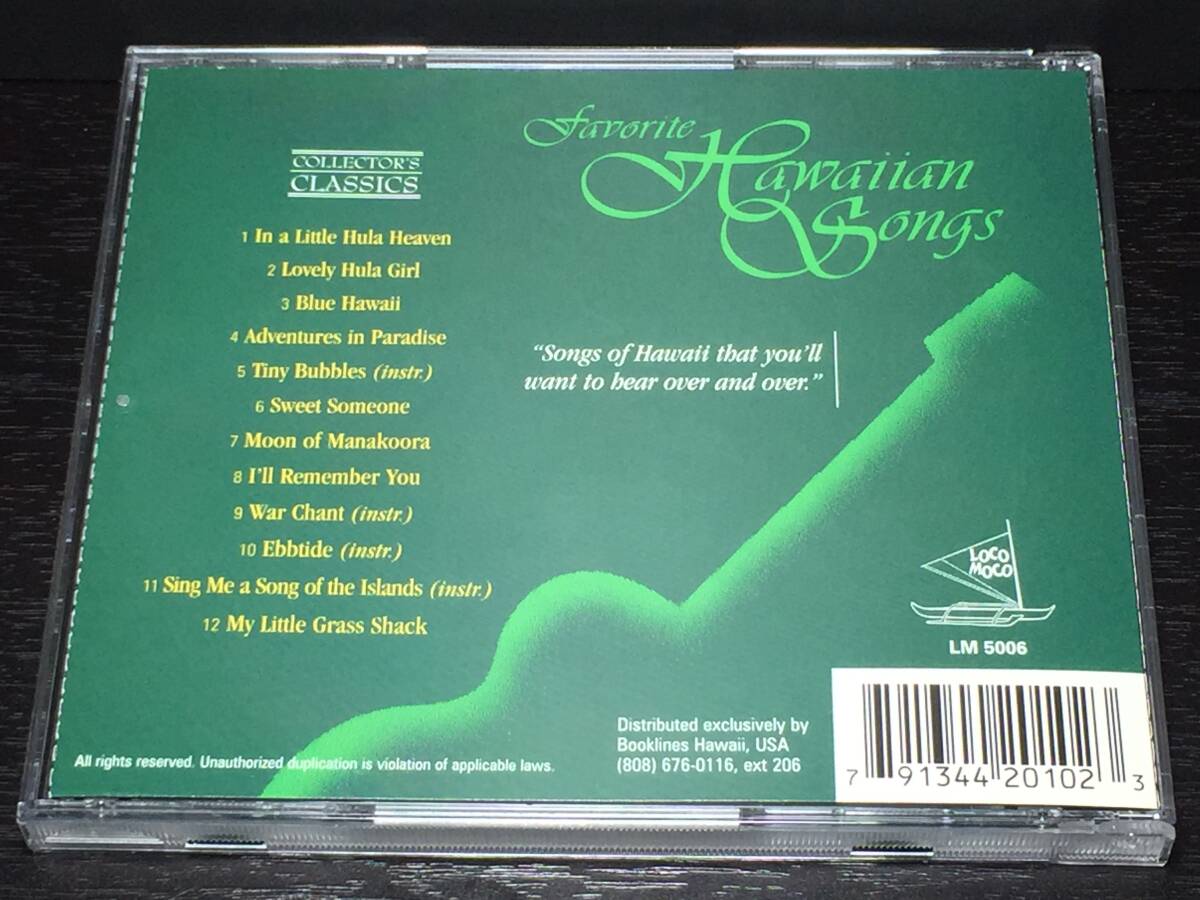 COLLECTOR'S
CLASSICS
1 In a Little Hula Heaven
2 Lovely Hula Girl
3 Blue Hawaii
4 Adventures in Paradise
5 Tiny Bubbles (instr.)
6 Sweet Someone
7 Moon of Manakoora
8 I'll Remember You
9 War Chant (instr.)
10 Ebbtide (instr.)
11 Sing Me a Song of the Islands (instr.)
12 My Little Grass Shack
Favorite
Hawaiian
Songs
"Songs of Hawaii that you'll
want to hear over and over."
LOCO
MOCO
LM 5006
All rights reserved. Unauthorized duplication is violation of applicable laws.
Distributed exclusively by
Booklines Hawaii, USA
(808) 676-0116, ext 206
7 91344 20102 3